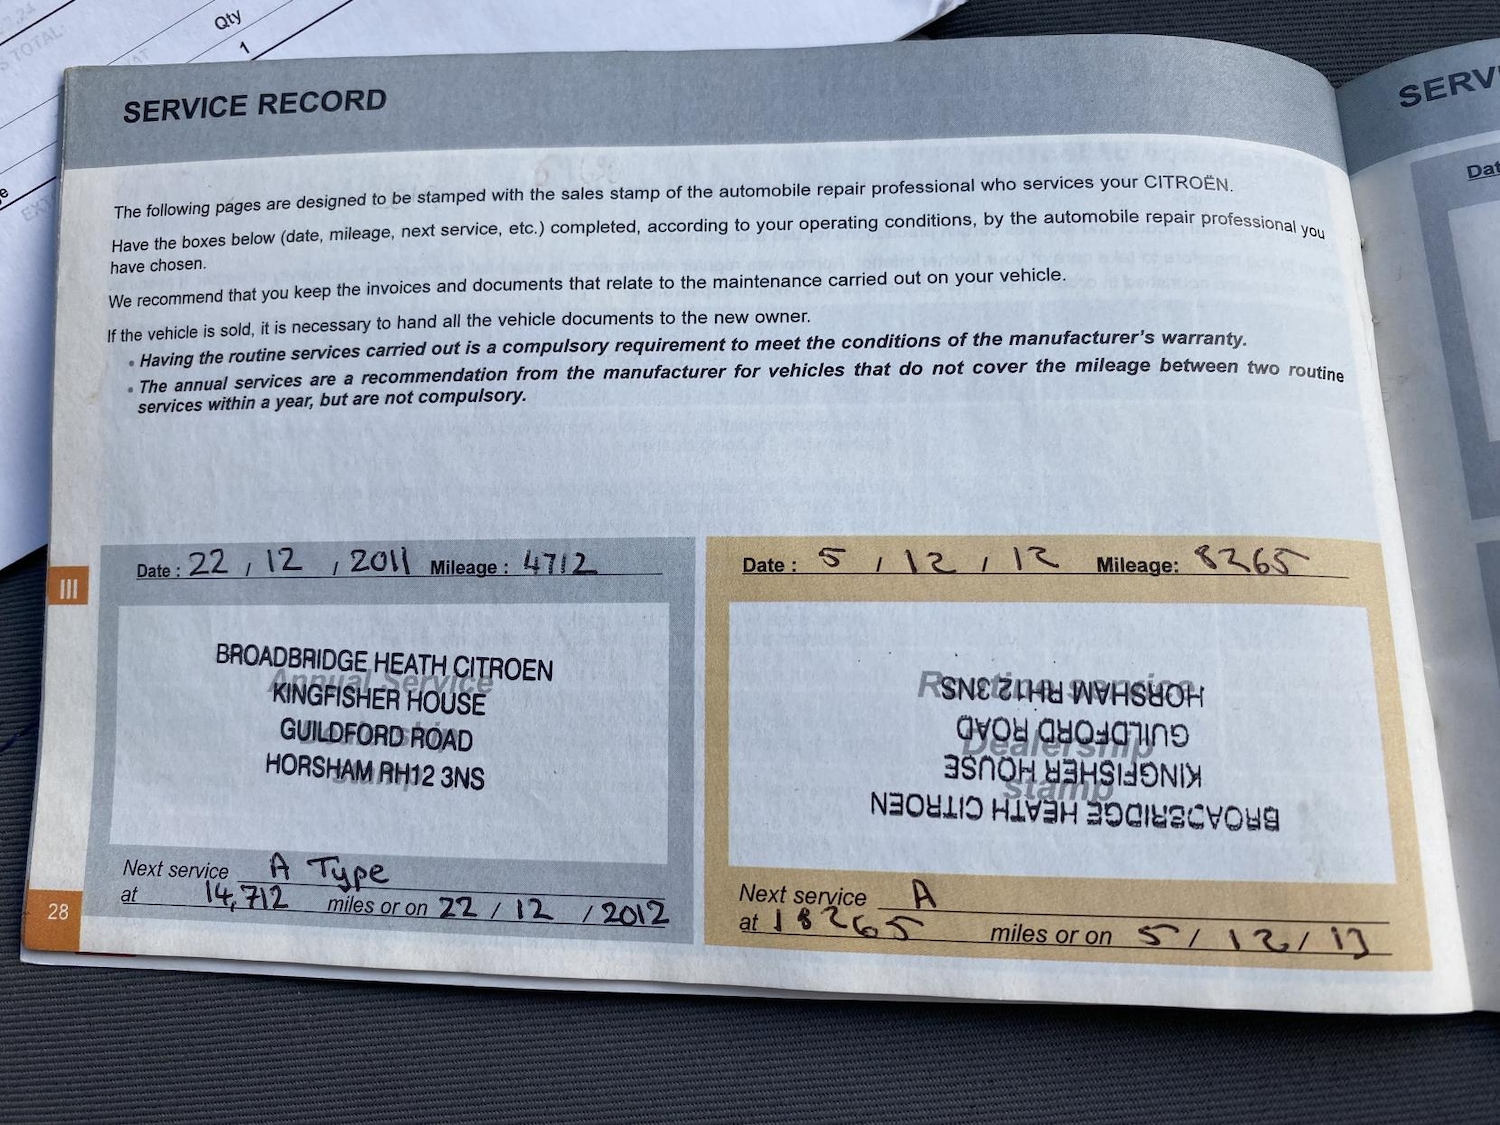 Qty
1
SERVICE RECORD
The following pages are designed to be stamped with the sales stamp of the automobile repair professional who services your CITROËN.
Have the boxes below (date, mileage, next service, etc.) completed, according to your operating conditions, by the automobile repair professional you
have chosen.
We recommend that you keep the invoices and documents that relate to the maintenance carried out on your vehicle.
If the vehicle is sold, it is necessary to hand all the vehicle documents to the new owner.
• Having the routine services carried out is a compulsory requirement to meet the conditions of the manufacturer's warranty.
• The annual services are a recommendation from the manufacturer for vehicles that do not cover the mileage between two routine
services within a year, but are not compulsory.
III
Date : 22 / 12 / 2011 Mileage : 4712
Annual Service
BROADBRIDGE HEATH CITROEN
KINGFISHER HOUSE
GUILDFORD ROAD
HORSHAM RH12 3NS
Next service A Type
at 14,712 miles or on 22 / 12 / 2012
Date : 5 / 12 / 12 Mileage: 8265
Routine service
Dealership
stamp
BROADBRIDGE HEATH CITROEN
KINGFISHER HOUSE
GUILDFORD ROAD
HORSHAM RH12 3NS
Next service A
at 18265 miles or on 5 / 12 / 13
28
SERV
Dat